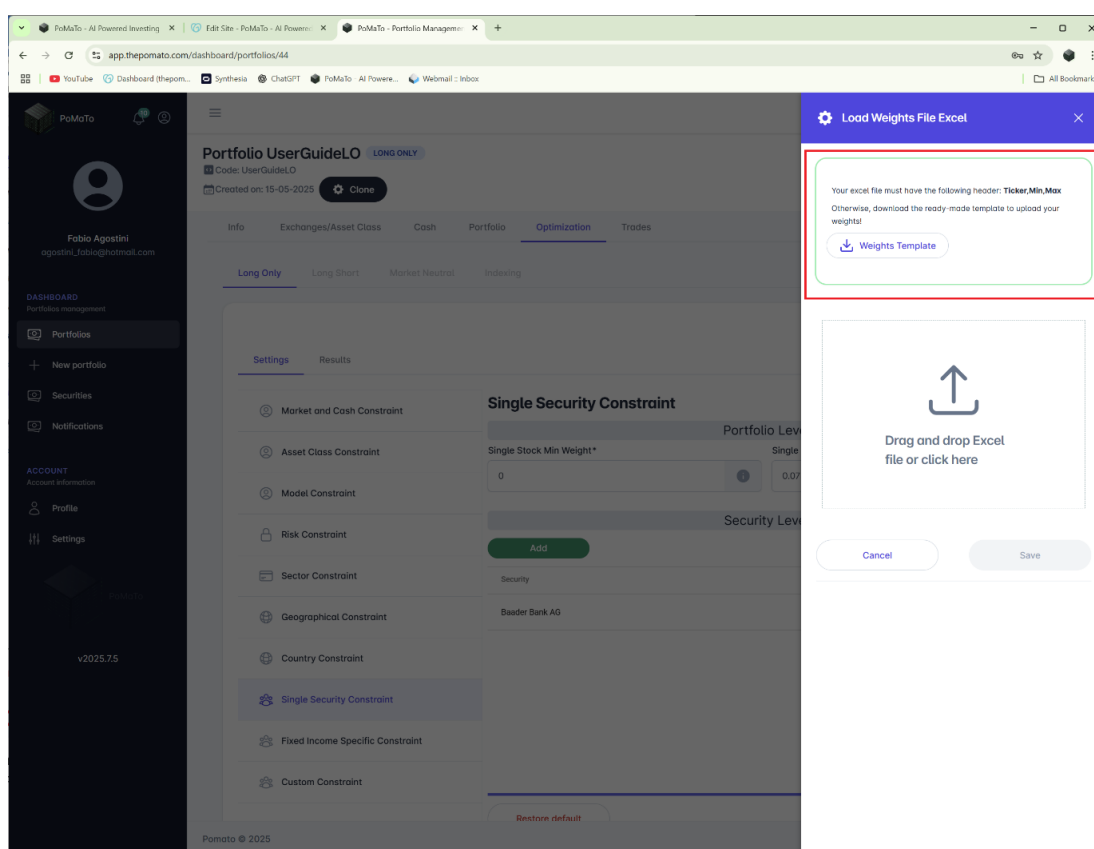 PoMaTo - AI Powered Investing
Edit Site - PoMaTo - AI Powered
PoMaTo - Portfolio Managemen
app.thepomato.com/dashboard/portfolios/44
YouTube
Dashboard (thepom...
Synthesia
ChatGPT
PoMaTo - AI Powere...
Webmail :: Inbox
All Bookmark
PoMaTo
10
Fabio Agostini
agostini_fabio@hotmail.com
DASHBOARD
Portfolios management
Portfolios
New portfolio
Securities
Notifications
ACCOUNT
Account information
Profile
Settings
PoMaTo
v2025.7.5
Portfolio UserGuideLO
LONG ONLY
Code: UserGuideLO
Created on: 15-05-2025
Clone
Info
Exchanges/Asset Class
Cash
Portfolio
Optimization
Trades
Long Only
Long Short
Market Neutral
Indexing
Settings
Results
Market and Cash Constraint
Asset Class Constraint
Model Constraint
Risk Constraint
Sector Constraint
Geographical Constraint
Country Constraint
Single Security Constraint
Fixed Income Specific Constraint
Custom Constraint
Single Security Constraint
Portfolio Lev
Single Stock Min Weight*
Single
0
0.07
Security Leve
Add
Security
Baader Bank AG
Restore default
Pomato © 2025
Load Weights File Excel
Your excel file must have the following header: Ticker,Min,Max
Otherwise, download the ready-made template to upload your
weights!
Weights Template
Drag and drop Excel
file or click here
Cancel
Save